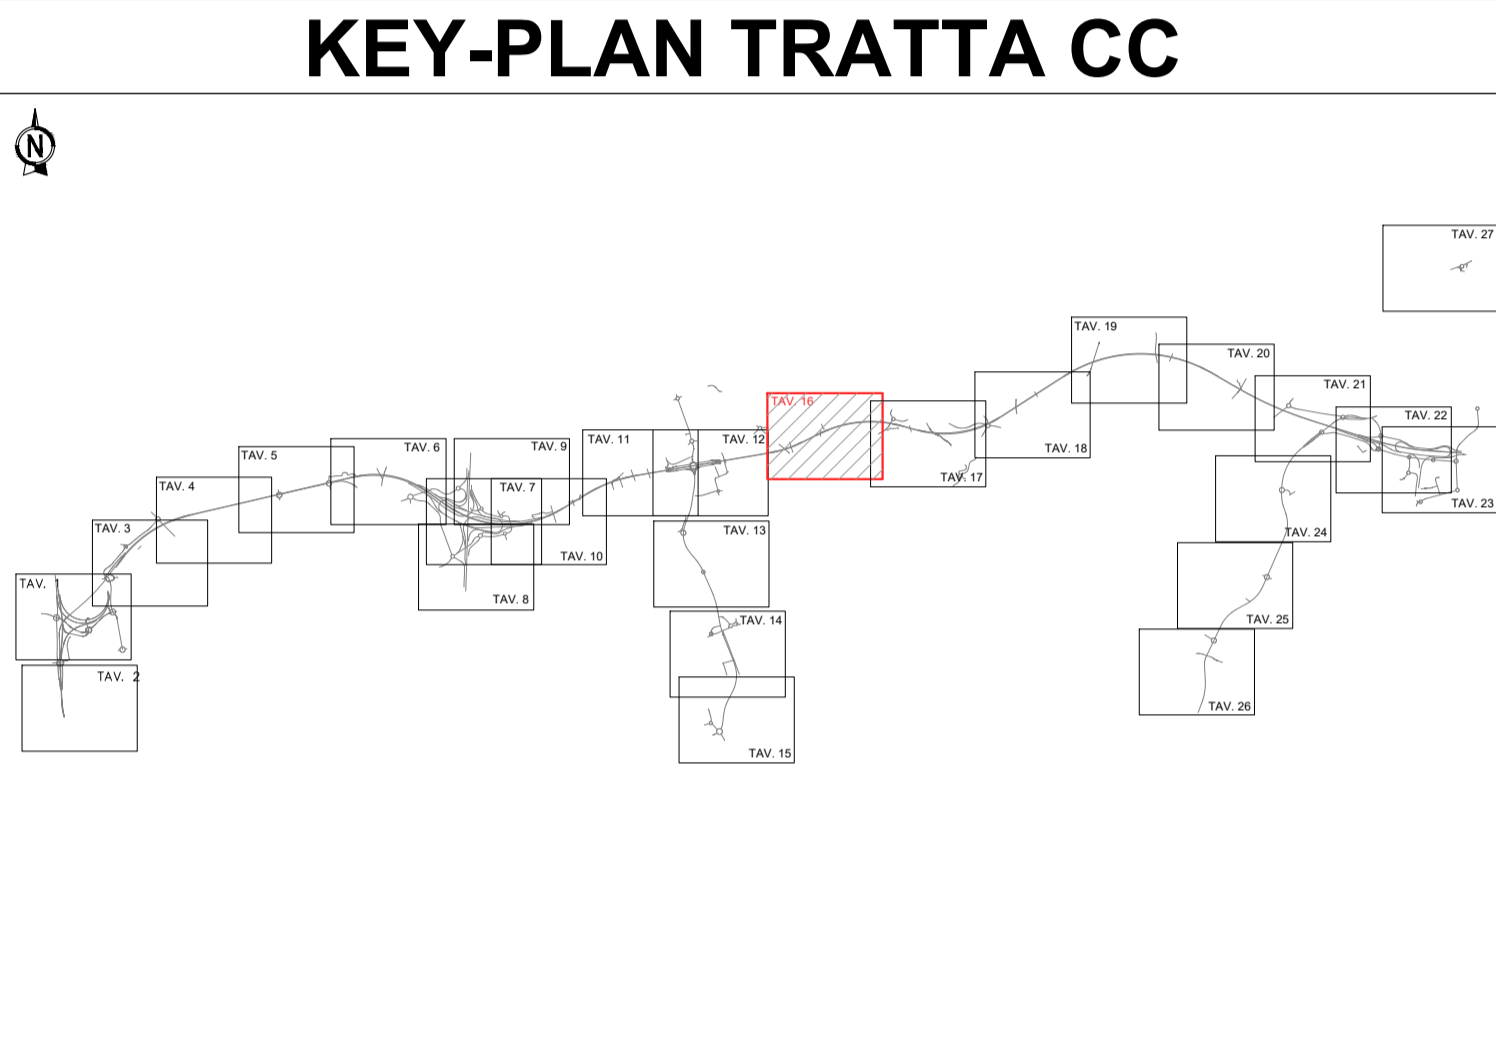 KEY-PLAN TRATTA CC
N
TAV. 27
TAV. 19
TAV. 20
TAV. 21
TAV. 16
TAV. 22
TAV. 11
TAV. 12
TAV. 6
TAV. 9
TAV. 18
TAV. 5
TAV. 17
TAV. 4
TAV. 7
TAV. 23
TAV. 3
TAV. 13
TAV. 24
TAV. 10
TAV. 1
TAV. 8
TAV. 14
TAV. 25
TAV. 2
TAV. 26
TAV. 15